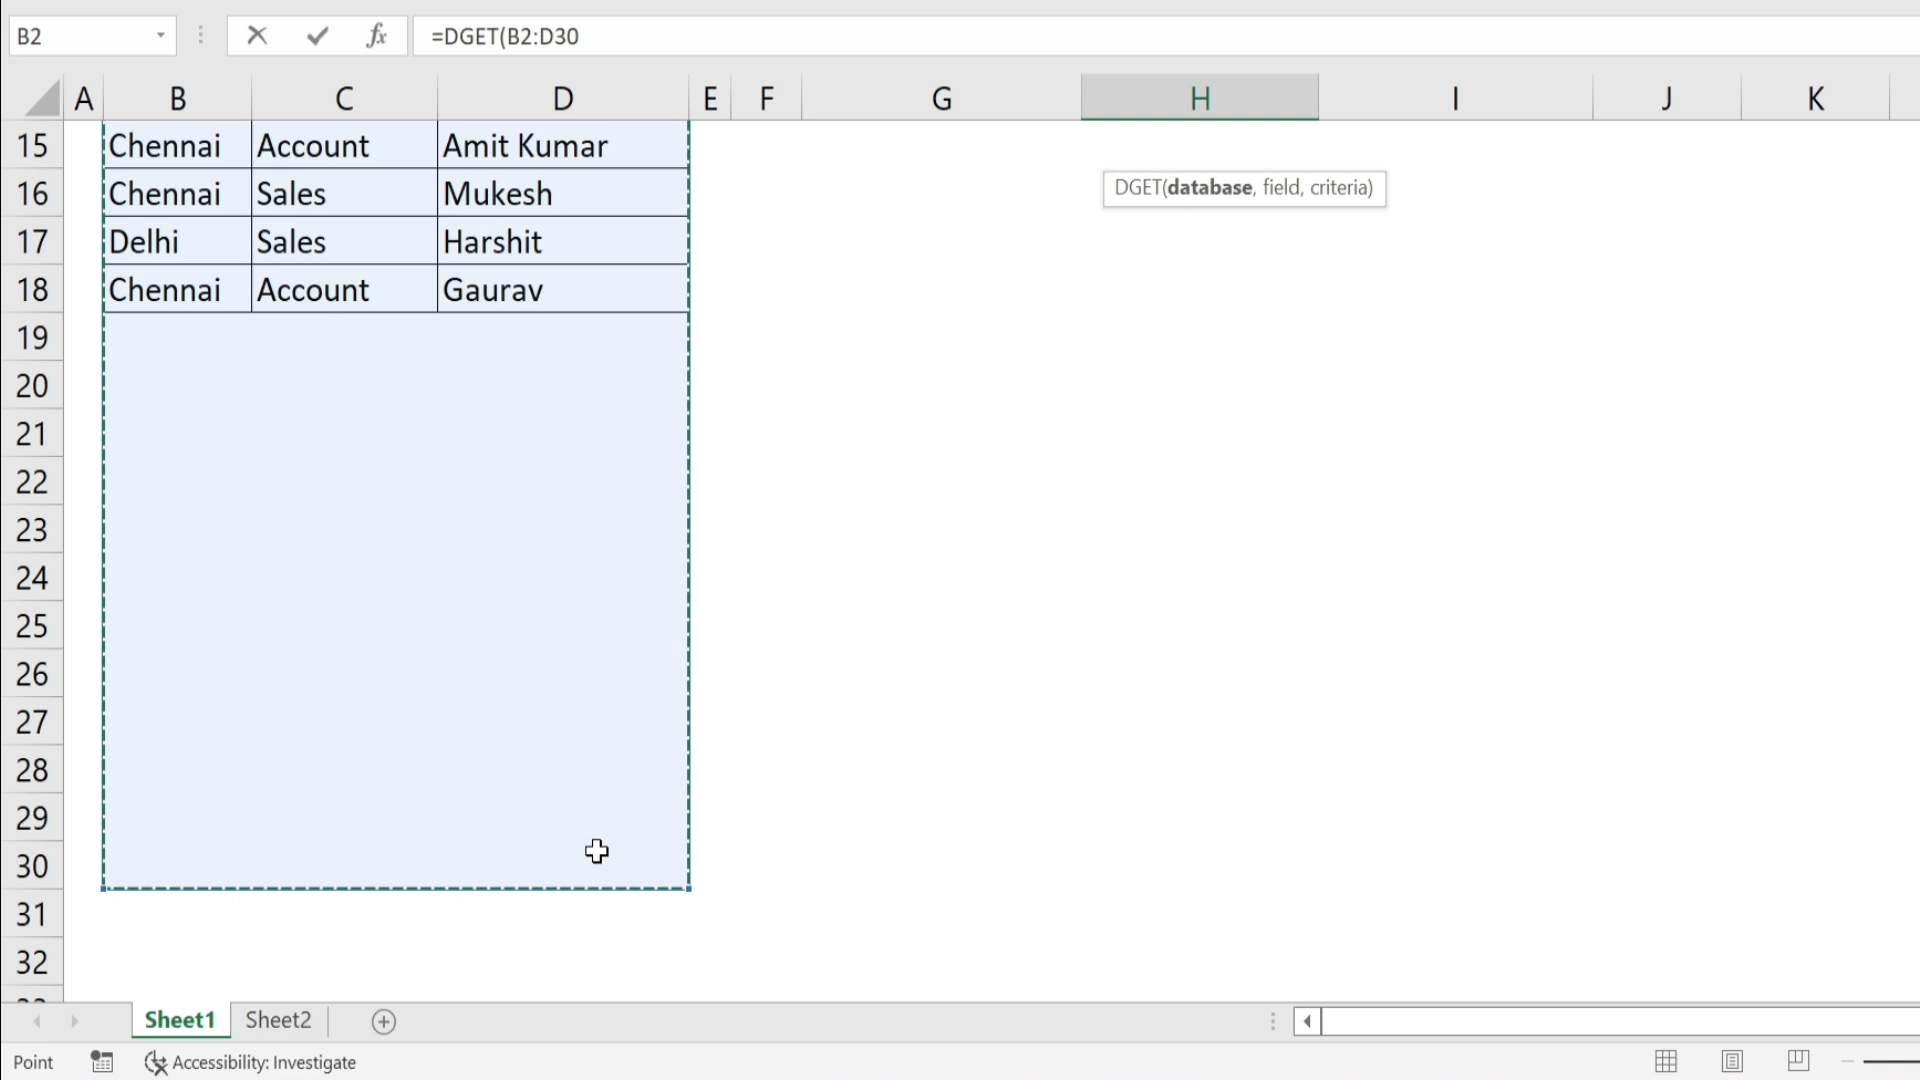 B2 fx =DGET(B2:D30
A B C D E F G H I J K
15 Chennai Account Amit Kumar
DGET(database, field, criteria)
16 Chennai Sales Mukesh
17 Delhi Sales Harshit
18 Chennai Account Gaurav
19
20
21
22
23
24
25
26
27
28
29
30
31
32
Sheet1 Sheet2
Point Accessibility: Investigate